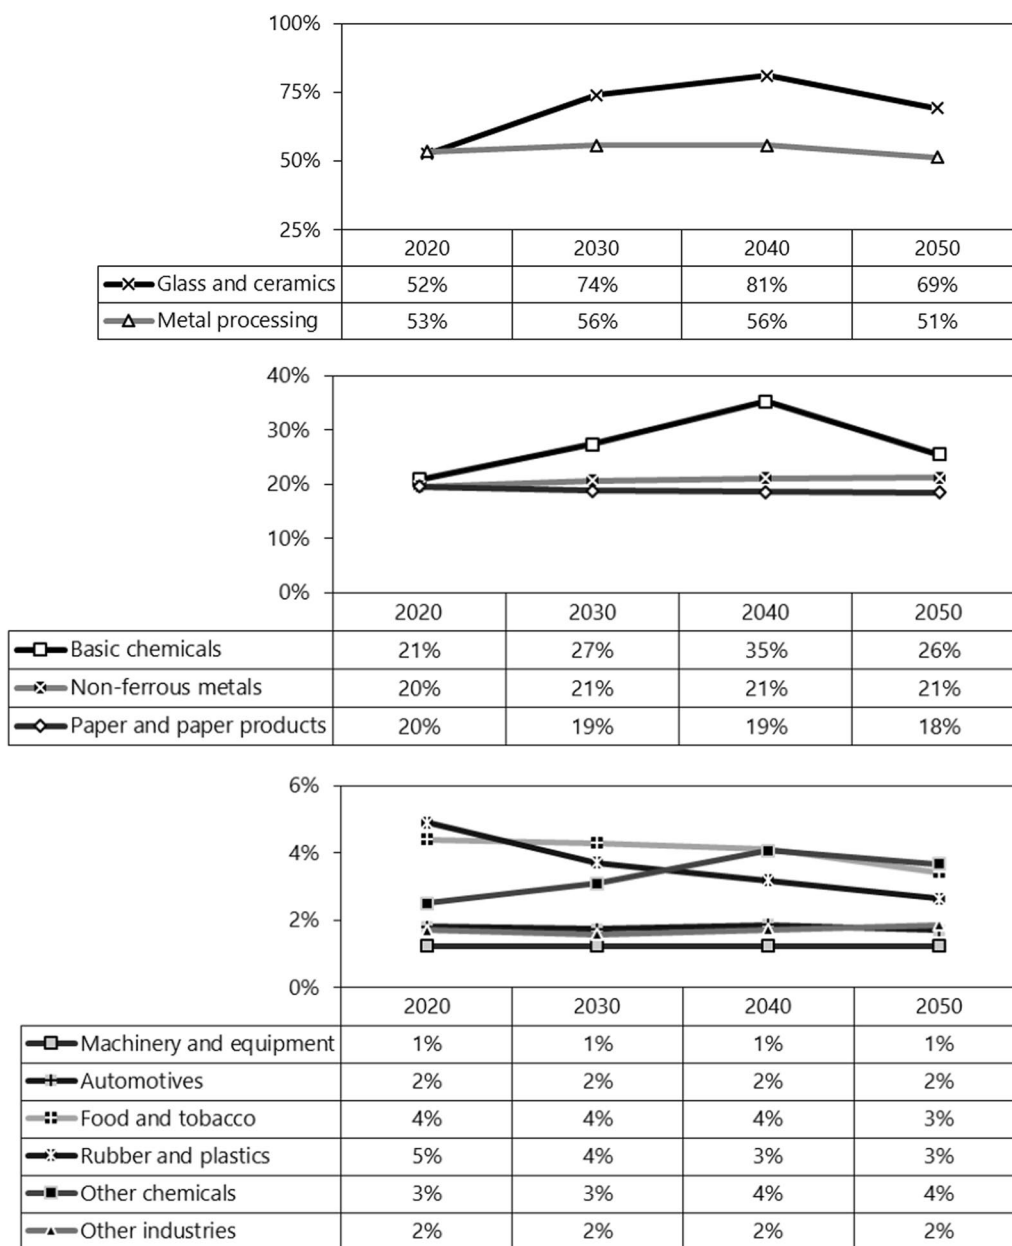 100%
75%
50%
25%
2020 2030 2040 2050
Glass and ceramics 52% 74% 81% 69%
Metal processing 53% 56% 56% 51%
40%
30%
20%
10%
0%
2020 2030 2040 2050
Basic chemicals 21% 27% 35% 26%
Non-ferrous metals 20% 21% 21% 21%
Paper and paper products 20% 19% 19% 18%
6%
4%
2%
0%
2020 2030 2040 2050
Machinery and equipment 1% 1% 1% 1%
Automotives 2% 2% 2% 2%
Food and tobacco 4% 4% 4% 3%
Rubber and plastics 5% 4% 3% 3%
Other chemicals 3% 3% 4% 4%
Other industries 2% 2% 2% 2%